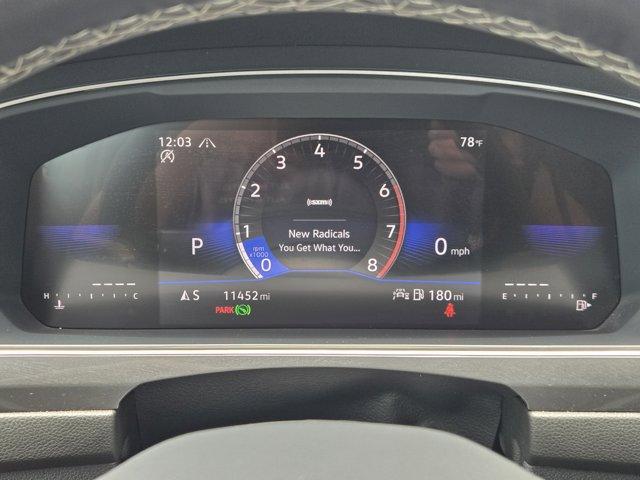 12:03
78°F
1 2 3 4 5 6 7 8
((sxm))
New Radicals
You Get What You...
rpm
x1000
0
P
0 mph
H C
S
11452 mi
180 mi
E F
PARK